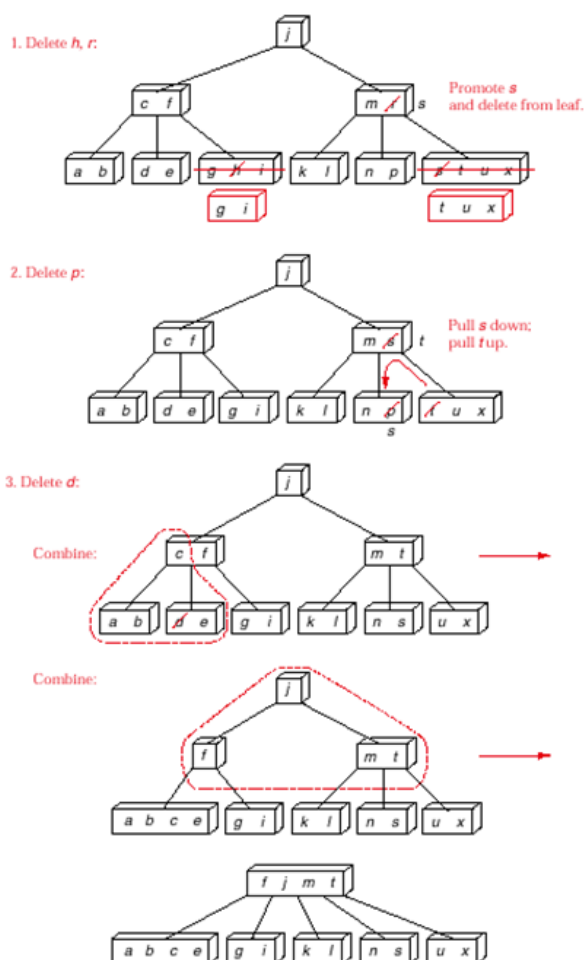 j
1. Delete h, r:
c f
m r s
Promote s
and delete from leaf.
a b
d e
g h i
k l
n p
s t u x
g i
t u x
2. Delete p:
j
c f
m s t
Pull s down;
pull t up.
a b
d e
g i
k l
n p
t u x
s
3. Delete d:
j
Combine:
c f
m t
a b
d e
g i
k l
n s
u x
Combine:
j
f
m t
a b c e
g i
k l
n s
u x
f j m t
a b c e
g i
k l
n s
u x